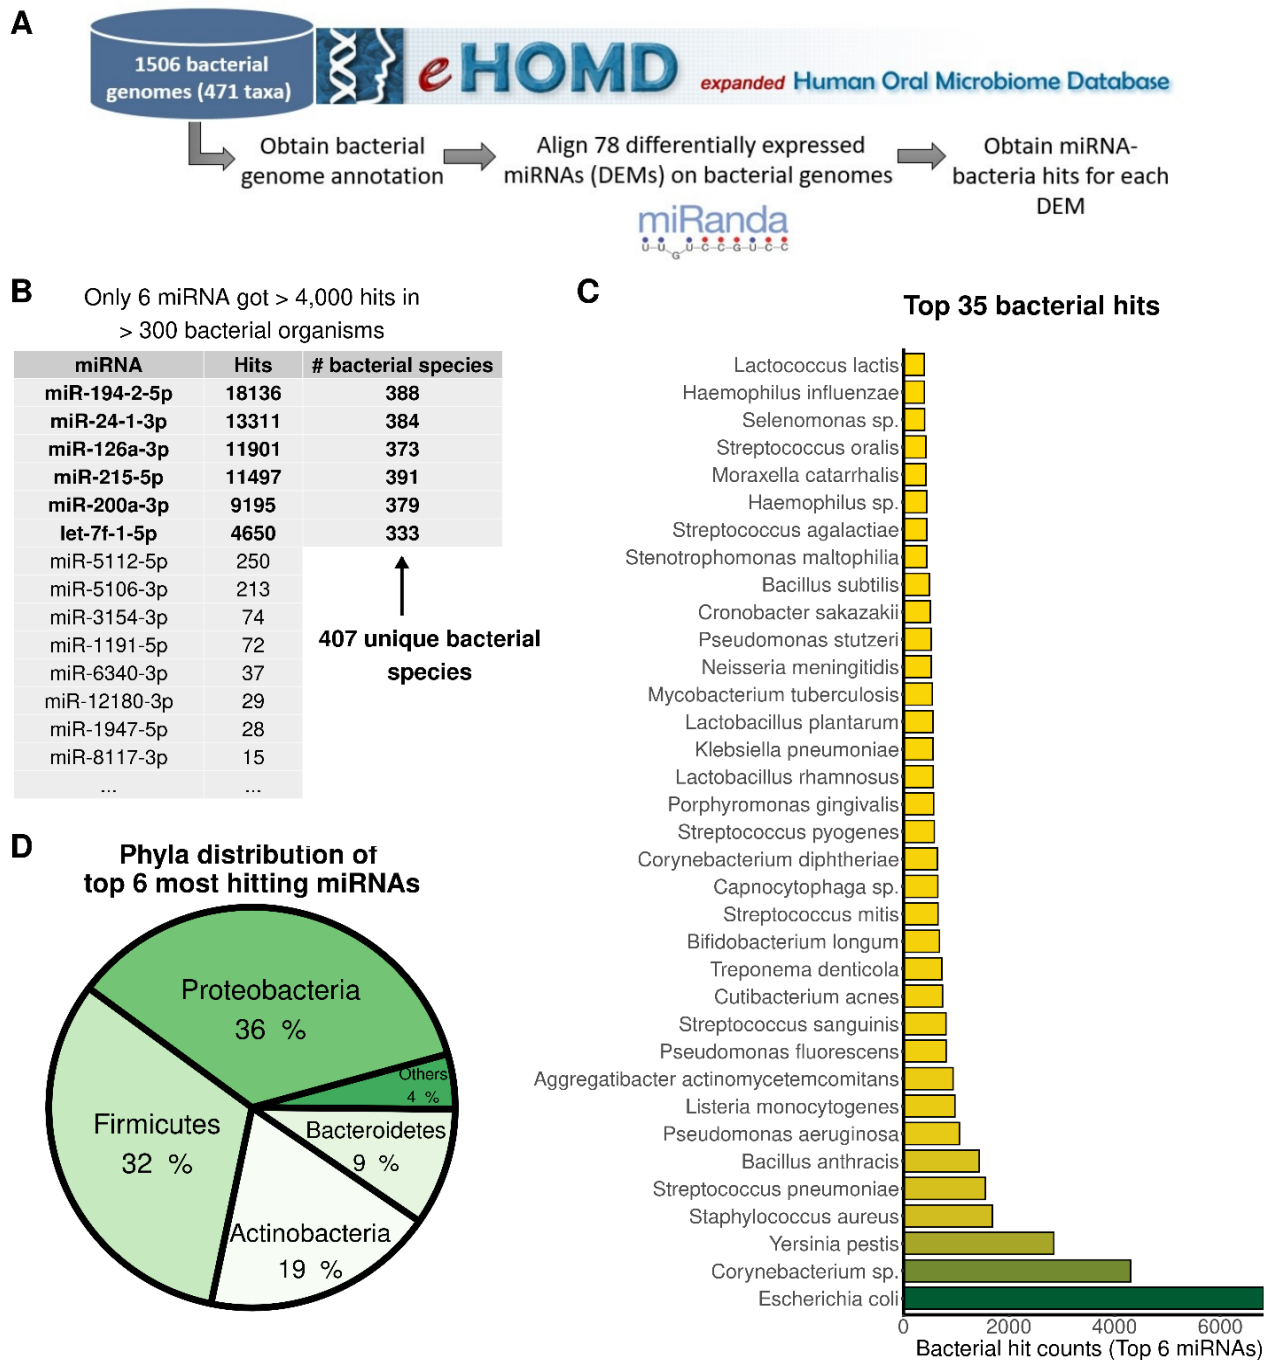 A
1506 bacterial
genomes (471 taxa)
eHOMD expanded Human Oral Microbiome Database
Obtain bacterial
genome annotation
Align 78 differentially expressed
miRNAs (DEMs) on bacterial genomes
Obtain miRNA-
bacteria hits for each
DEM
miRanda
U U G U C C G U C C
B
Only 6 miRNA got > 4,000 hits in
> 300 bacterial organisms
miRNA Hits # bacterial species
miR-194-2-5p 18136 388
miR-24-1-3p 13311 384
miR-126a-3p 11901 373
miR-215-5p 11497 391
miR-200a-3p 9195 379
let-7f-1-5p 4650 333
miR-5112-5p 250
miR-5106-3p 213
miR-3154-3p 74
miR-1191-5p 72
miR-6340-3p 37
miR-12180-3p 29
miR-1947-5p 28
miR-8117-3p 15
... ...
407 unique bacterial
species
C
Top 35 bacterial hits
Lactococcus lactis
Haemophilus influenzae
Selenomonas sp.
Streptococcus oralis
Moraxella catarrhalis
Haemophilus sp.
Streptococcus agalactiae
Stenotrophomonas maltophilia
Bacillus subtilis
Cronobacter sakazakii
Pseudomonas stutzeri
Neisseria meningitidis
Mycobacterium tuberculosis
Lactobacillus plantarum
Klebsiella pneumoniae
Lactobacillus rhamnosus
Porphyromonas gingivalis
Streptococcus pyogenes
Corynebacterium diphtheriae
Capnocytophaga sp.
Streptococcus mitis
Bifidobacterium longum
Treponema denticola
Cutibacterium acnes
Streptococcus sanguinis
Pseudomonas fluorescens
Aggregatibacter actinomycetemcomitans
Listeria monocytogenes
Pseudomonas aeruginosa
Bacillus anthracis
Streptococcus pneumoniae
Staphylococcus aureus
Yersinia pestis
Corynebacterium sp.
Escherichia coli
0 2000 4000 6000
Bacterial hit counts (Top 6 miRNAs)
D
Phyla distribution of
top 6 most hitting miRNAs
Proteobacteria
36 %
Others
4 %
Firmicutes
32 %
Bacteroidetes
9 %
Actinobacteria
19 %